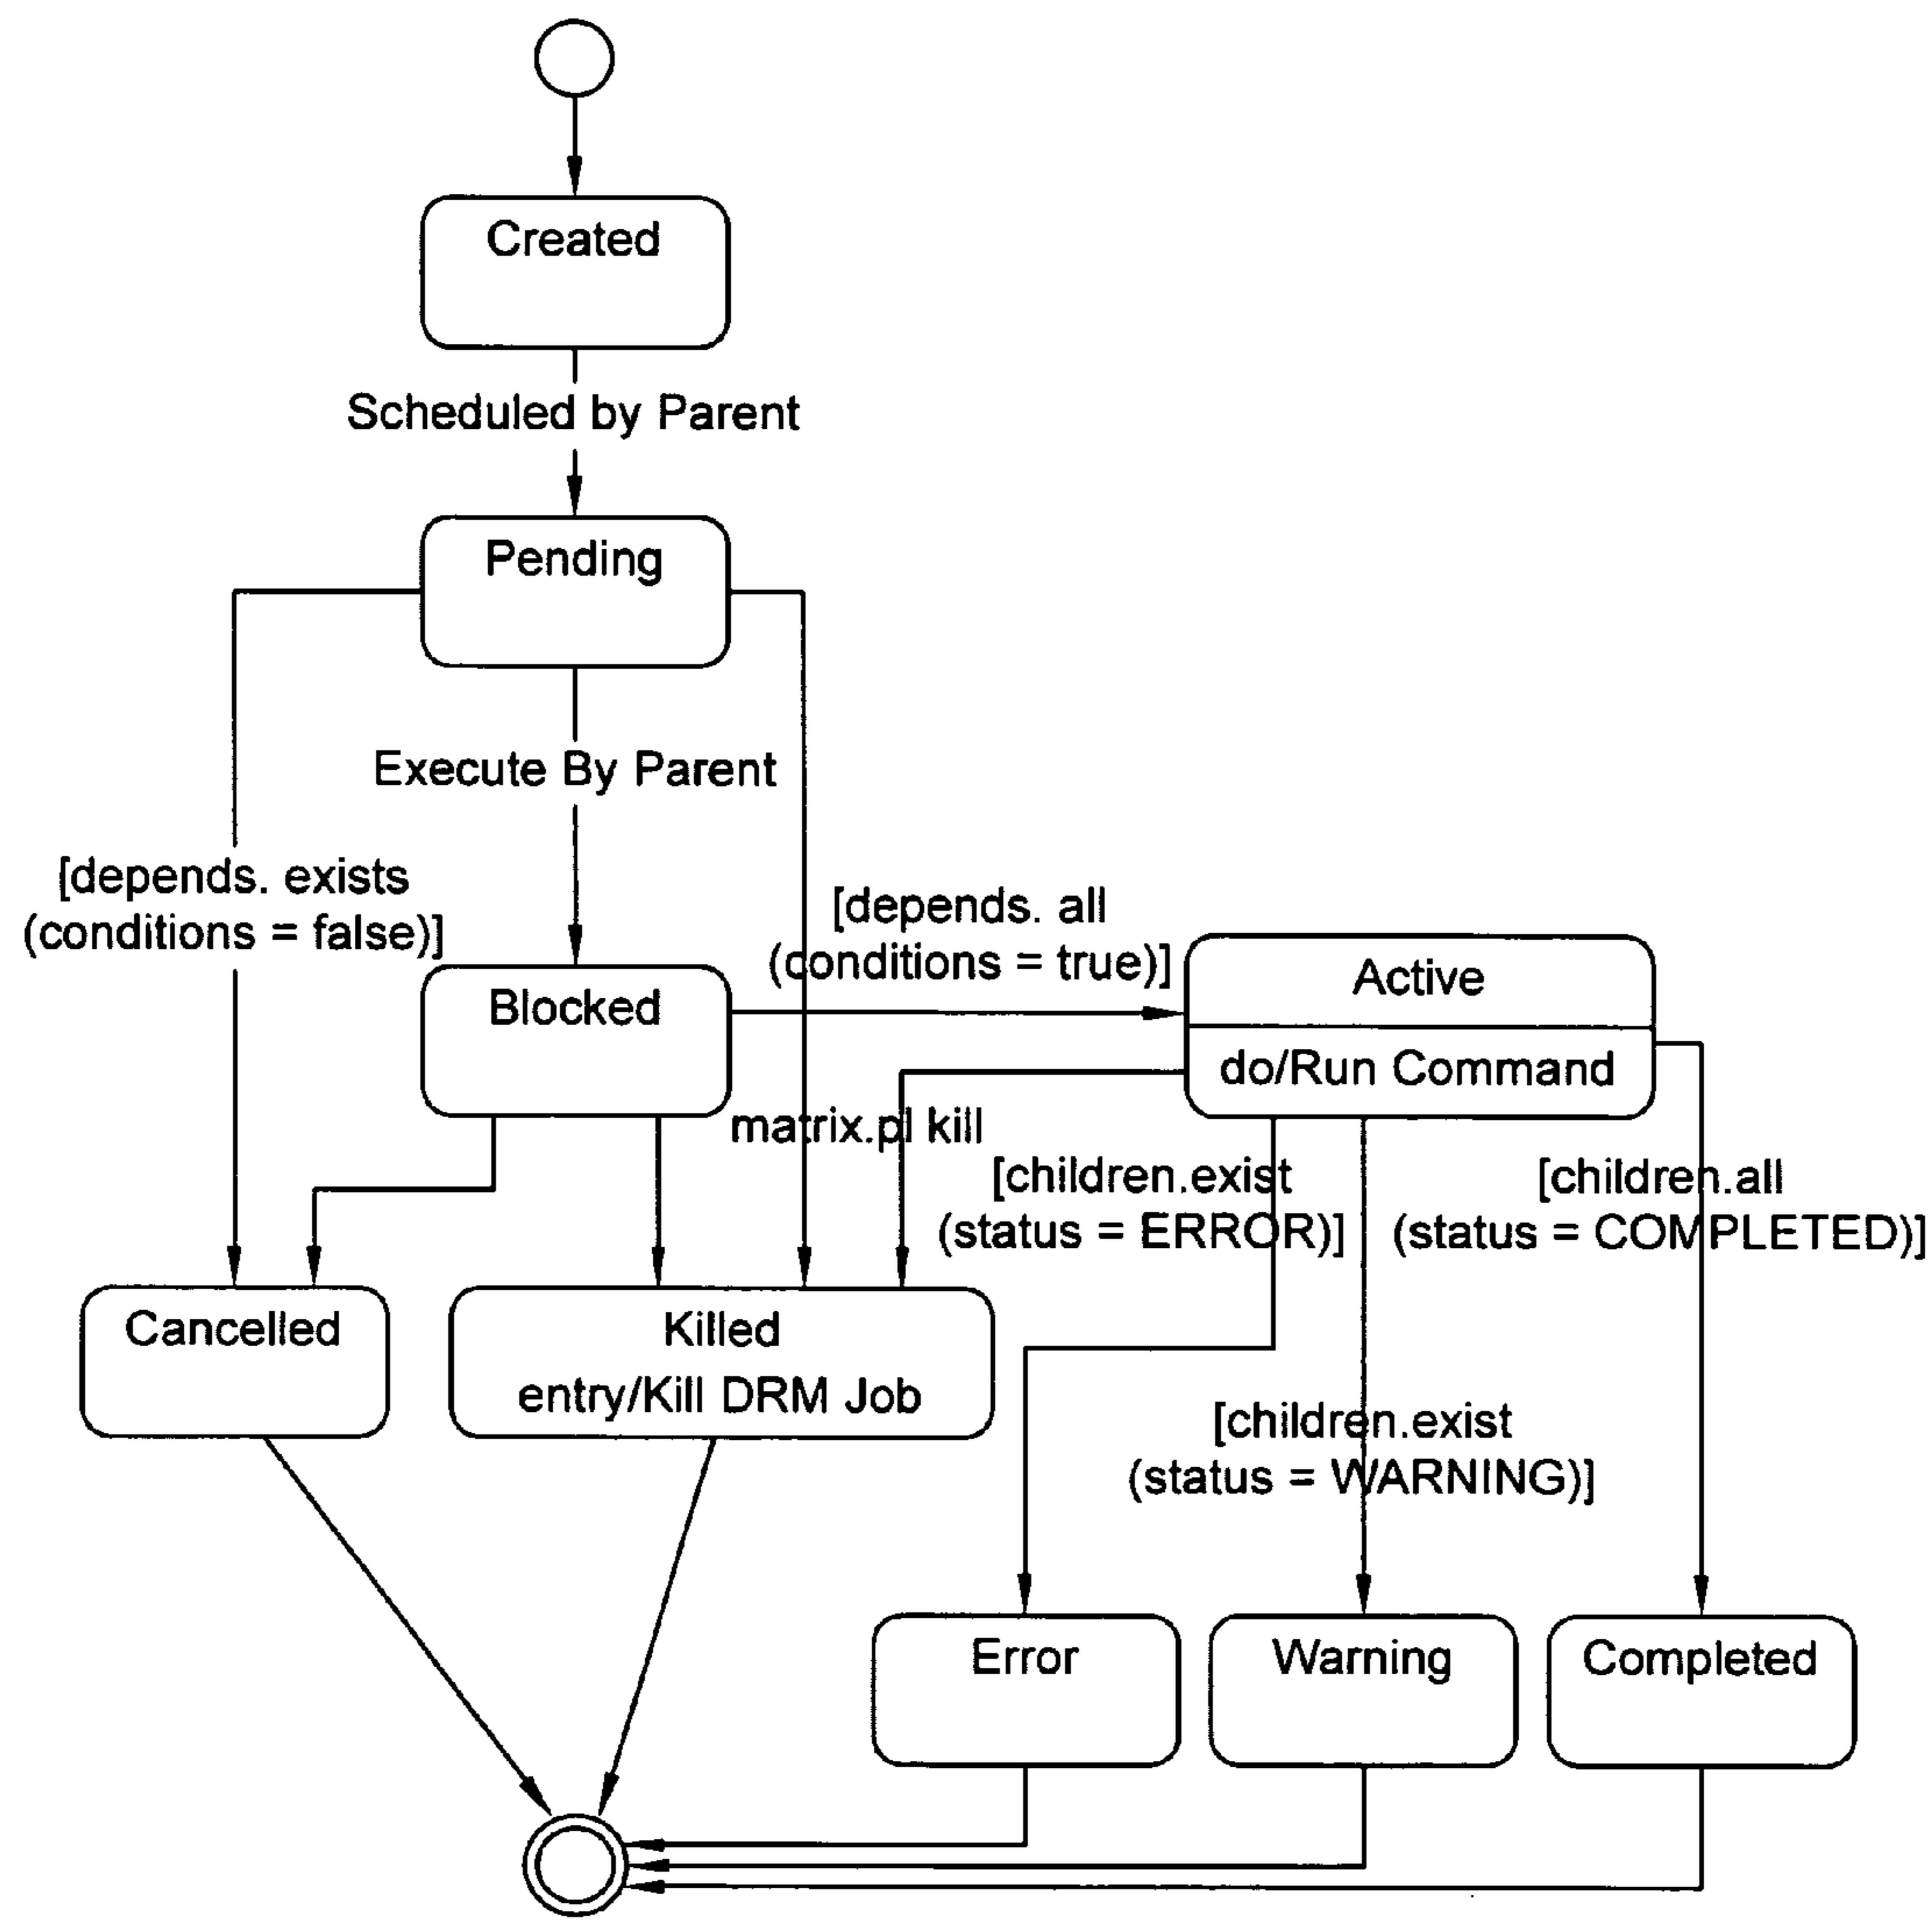 Created
Scheduled by Parent
Pending
Execute By Parent
[depends. exists
(conditions = false)]
[depends. all
(conditions = true)]
Blocked
Active
do/Run Command
matrix.pl kill
[children.exist
(status = ERROR)]
[children.all
(status = COMPLETED)]
Cancelled
Killed
entry/Kill DRM Job
[children.exist
(status = WARNING)]
Error
Warning
Completed